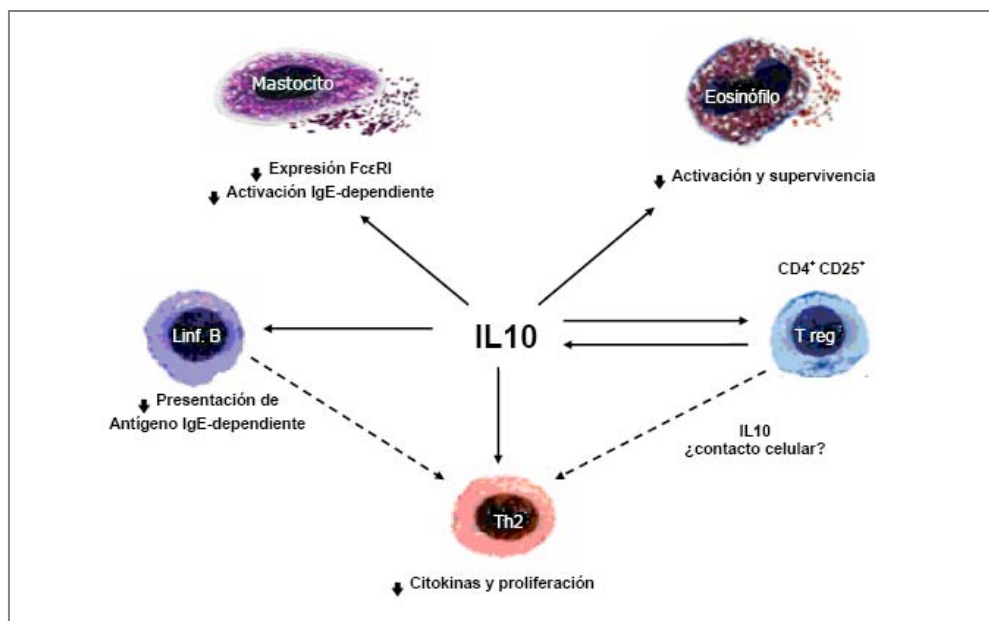 Mastocito
Eosinófilo
🡇 Expresión FcεRI
🡇 Activación IgE-dependiente
🡇 Activación y supervivencia
CD4⁺ CD25⁺
Linf. B
IL10
T reg
🡇 Presentación de
Antígeno IgE-dependiente
IL10
¿contacto celular?
Th2
🡇 Citokinas y proliferación